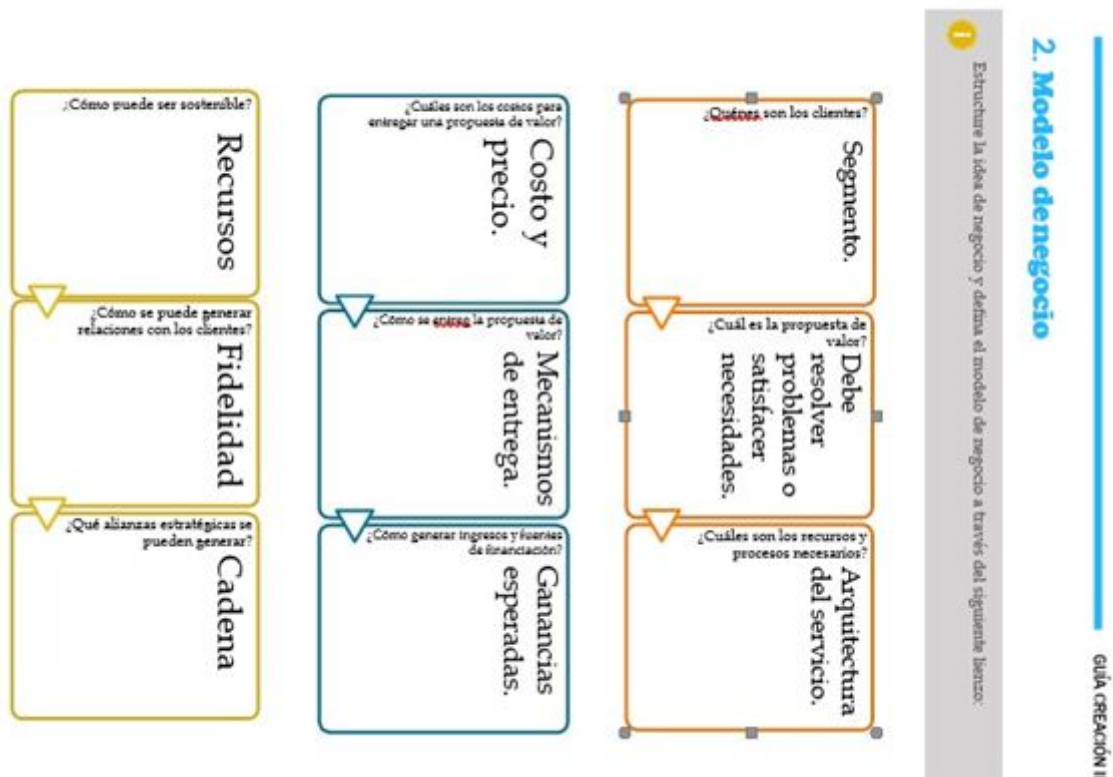 GUÍA CREACIÓN
2. Modelo de negocio
Estructure la idea de negocio y defina el modelo de negocio a través del siguiente lienzo:
¿Quénes son los clientes?
Segmento.
¿Cuál es la propuesta de
valor?
Debe
resolver
problemas o
satisfacer
necesidades.
¿Cuáles son los recursos y
procesos necesarios?
Arquitectura
del servicio.
¿Cuáles son los costos para
entregar una propuesta de valor?
Costo y
precio.
¿Cómo se la propuesta de
valor?
Mecanismos
de entrega.
¿Cómo generar ingresos y fuentes
de financiación?
Ganancias
esperadas.
¿Cómo puede ser sostenible?
Recursos
¿Cómo se puede generar
relaciones con los clientes?
Fidelidad
¿Qué alianzas estratégicas se
pueden generar?
Cadena